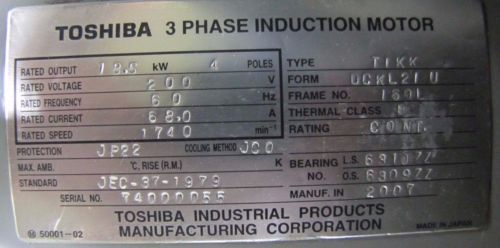 TOSHIBA 3 PHASE INDUCTION MOTOR
RATED OUTPUT 18.5 kW 4 POLES
RATED VOLTAGE 200 V
RATED FREQUENCY 60 Hz
RATED CURRENT 68.0 A
RATED SPEED 1740 min⁻¹
PROTECTION JP22 COOLING METHOD JC0
MAX. AMB. °C, RISE (R.M.) K
STANDARD JEC-37-1979
SERIAL NO. 74000055
TYPE TIKK
FORM
FRAME NO.
THERMAL CLASS
RATING CONT.
BEARING L.S. 6310ZZ
NO. O.S. 6309ZZ
MANUF. IN 2007
TOSHIBA INDUSTRIAL PRODUCTS
MANUFACTURING CORPORATION
Ⓜ 50001-02
MADE IN JAPAN